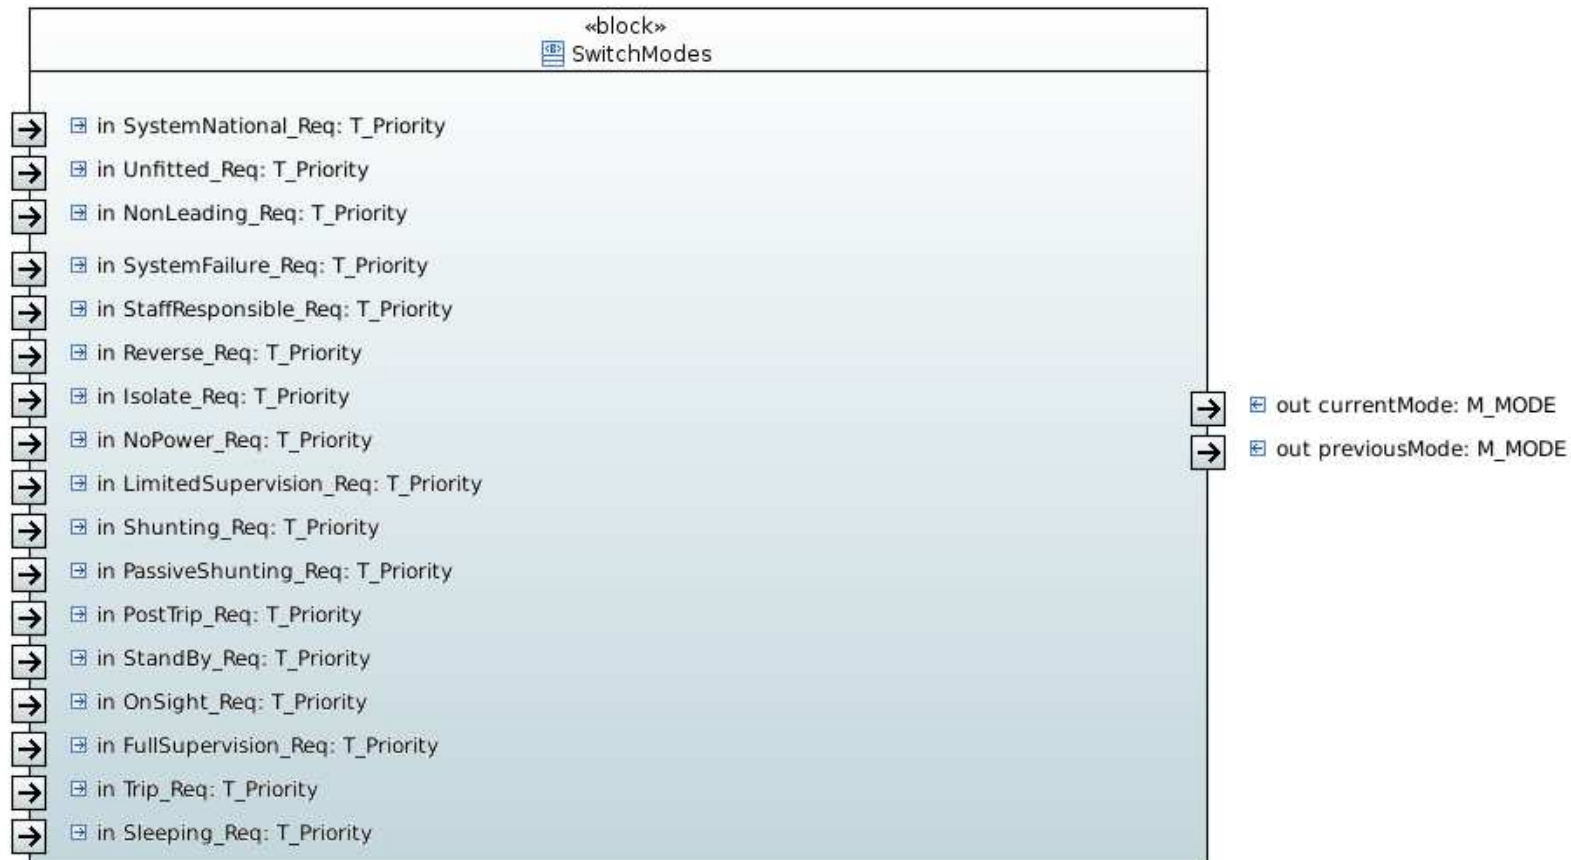 «block»
SwitchModes
in SystemNational_Req: T_Priority
in Unfitted_Req: T_Priority
in NonLeading_Req: T_Priority
in SystemFailure_Req: T_Priority
in StaffResponsible_Req: T_Priority
in Reverse_Req: T_Priority
in Isolate_Req: T_Priority
in NoPower_Req: T_Priority
in LimitedSupervision_Req: T_Priority
in Shunting_Req: T_Priority
in PassiveShunting_Req: T_Priority
in PostTrip_Req: T_Priority
in StandBy_Req: T_Priority
in OnSight_Req: T_Priority
in FullSupervision_Req: T_Priority
in Trip_Req: T_Priority
in Sleeping_Req: T_Priority
out currentMode: M_MODE
out previousMode: M_MODE